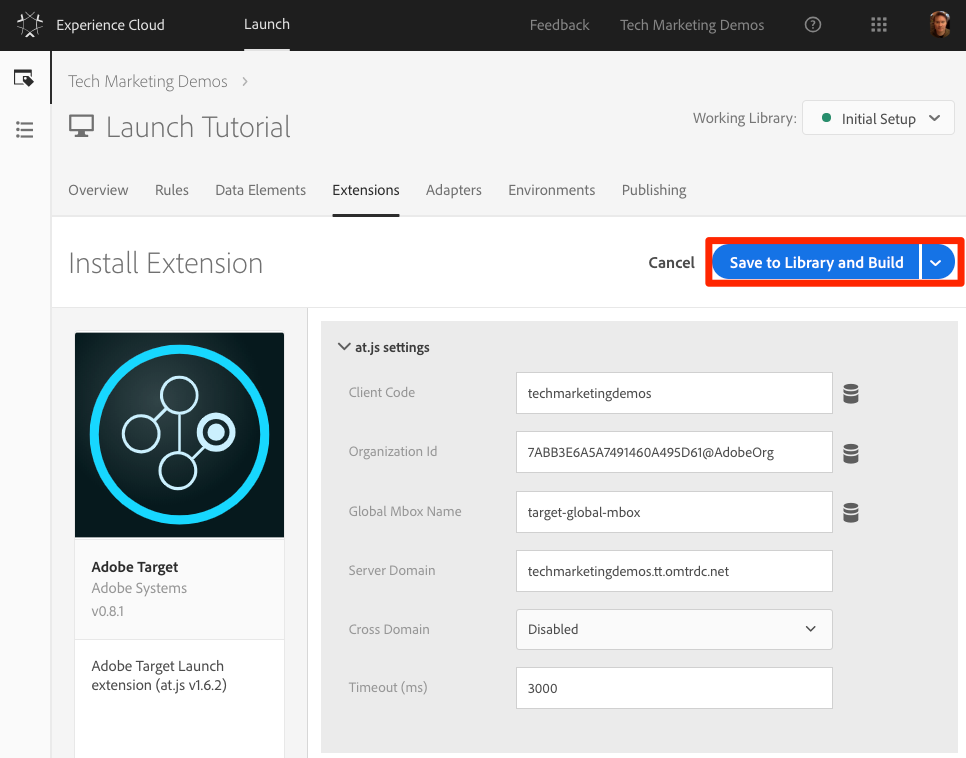 Experience Cloud
Launch
Feedback
Tech Marketing Demos
Tech Marketing Demos
Launch Tutorial
Working Library:
Initial Setup
Overview
Rules
Data Elements
Extensions
Adapters
Environments
Publishing
Install Extension
Cancel
Save to Library and Build
Adobe Target
Adobe Systems
v0.8.1
Adobe Target Launch
extension (at.js v1.6.2)
at.js settings
Client Code
techmarketingdemos
Organization Id
7ABB3E6A5A7491460A495D61@AdobeOrg
Global Mbox Name
target-global-mbox
Server Domain
techmarketingdemos.tt.omtrdc.net
Cross Domain
Disabled
Timeout (ms)
3000